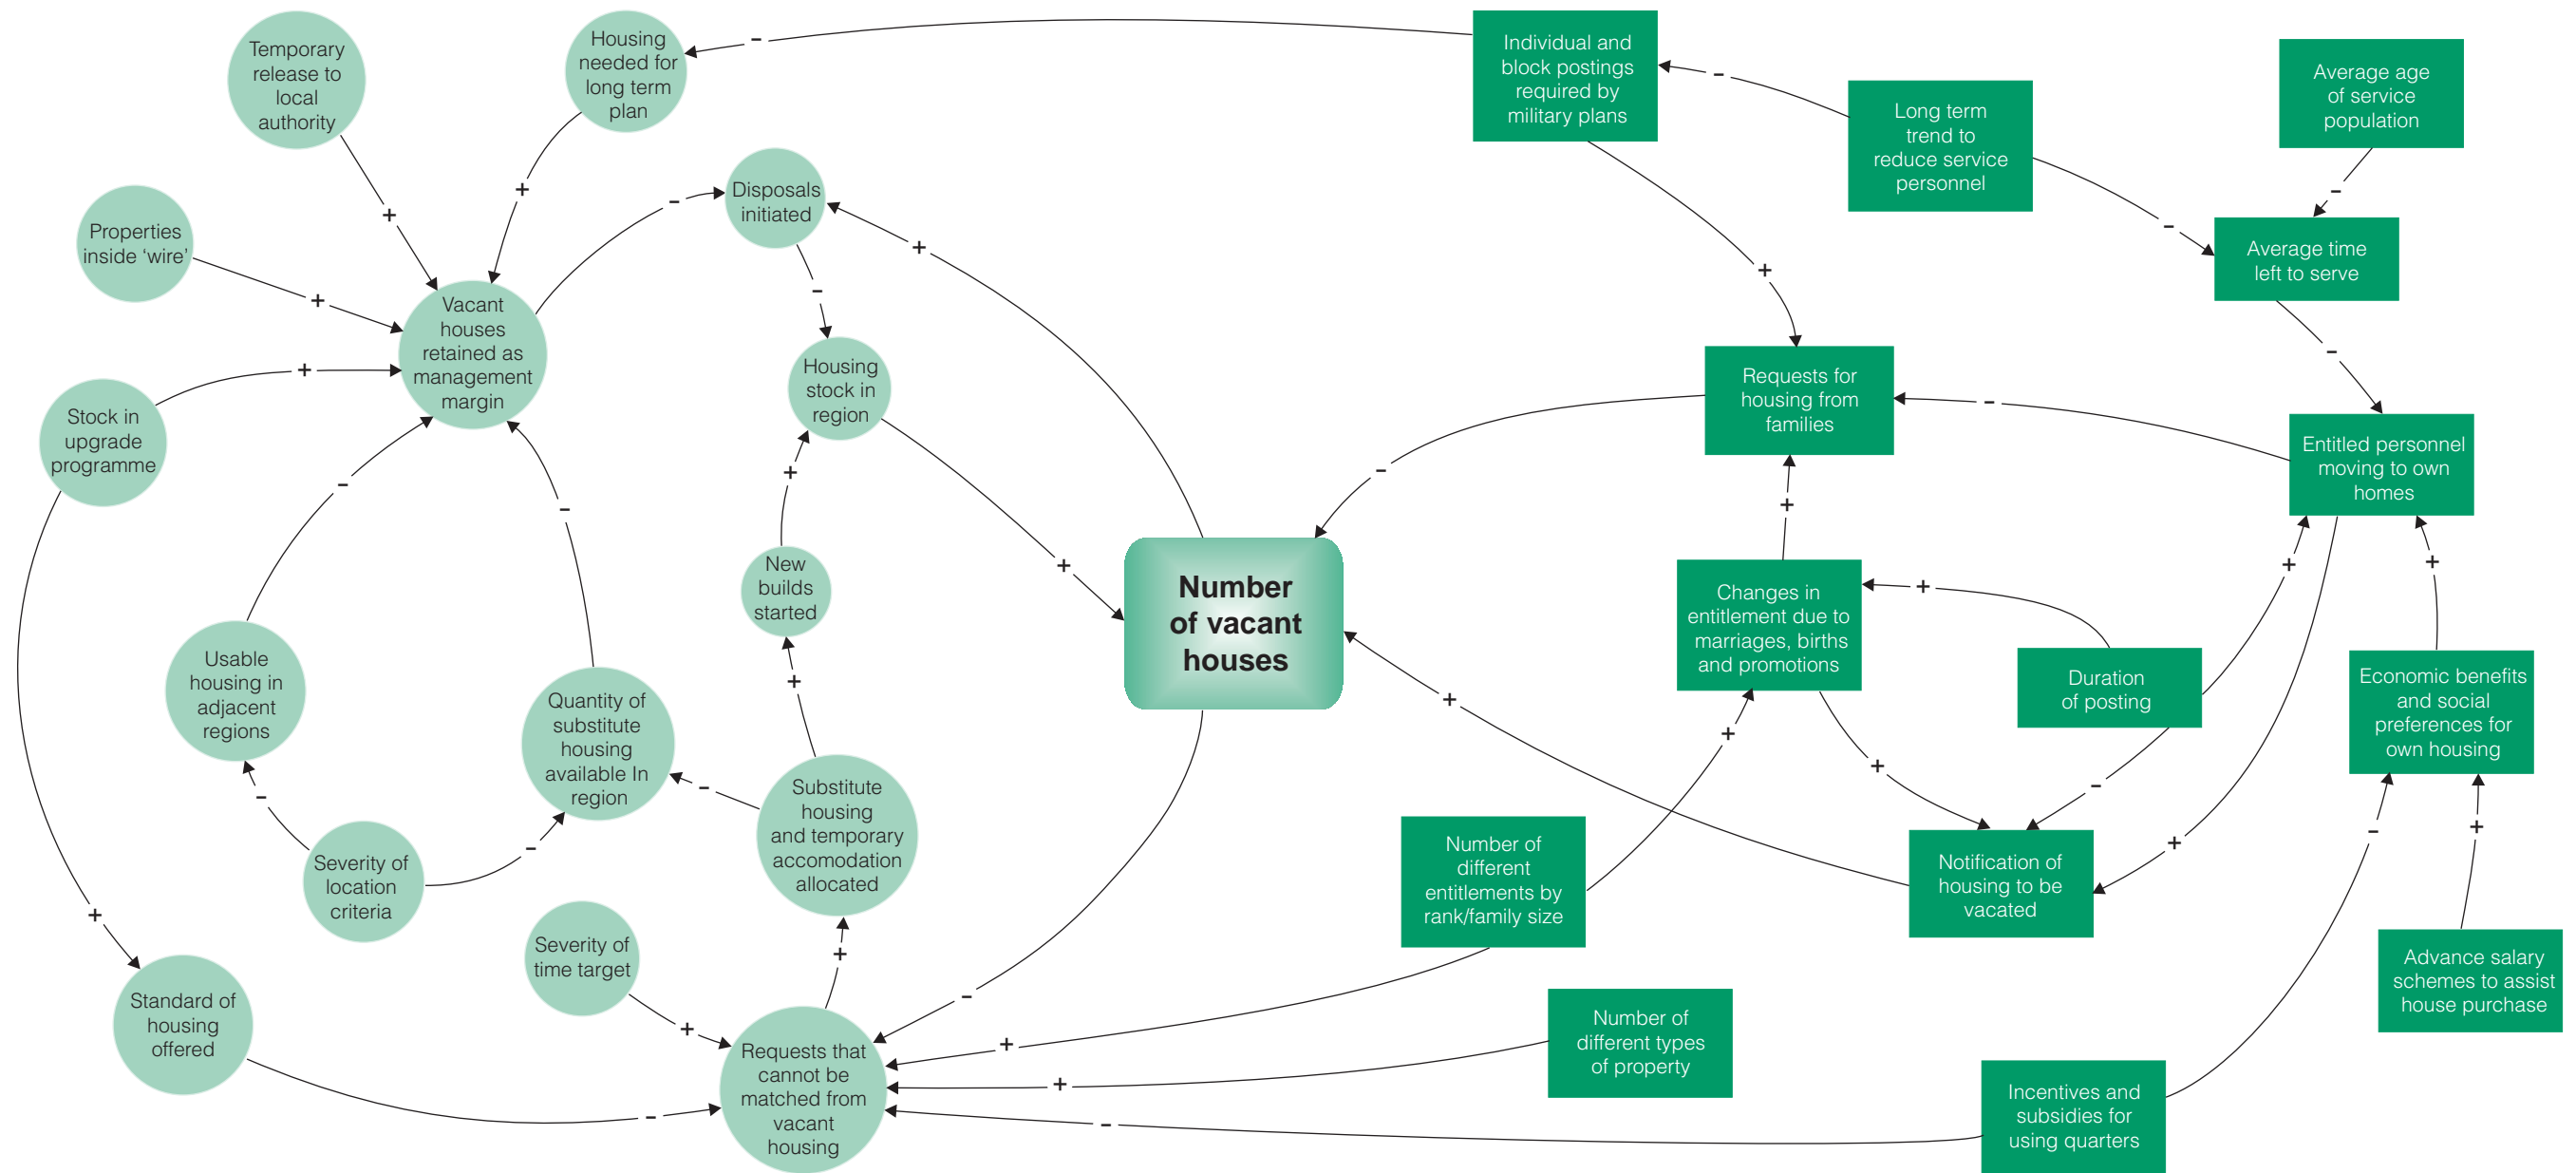 Temporary
release to
local
authority
Housing
needed for
long term
plan
Individual and
block postings
required by
military plans
Long term
trend to
reduce service
personnel
Average age
of service
population
Properties
inside ‘wire’
Disposals
initiated
Average time
left to serve
Vacant
houses
retained as
management
margin
Housing
stock in
region
Requests for
housing from
families
Stock in
upgrade
programme
Entitled personnel
moving to own
homes
New
builds
started
Number
of vacant
houses
Changes in
entitlement due to
marriages, births
and promotions
Duration
of posting
Economic benefits
and social
preferences for
own housing
Usable
housing in
adjacent
regions
Quantity of
substitute
housing
available In
region
Substitute
housing
and temporary
accomodation
allocated
Severity of
location
criteria
Number of
different
entitlements by
rank/family size
Notification of
housing to be
vacated
Severity of
time target
Advance salary
schemes to assist
house purchase
Standard of
housing
offered
Number of
different types
of property
Requests that
cannot be
matched from
vacant
housing
Incentives and
subsidies for
using quarters